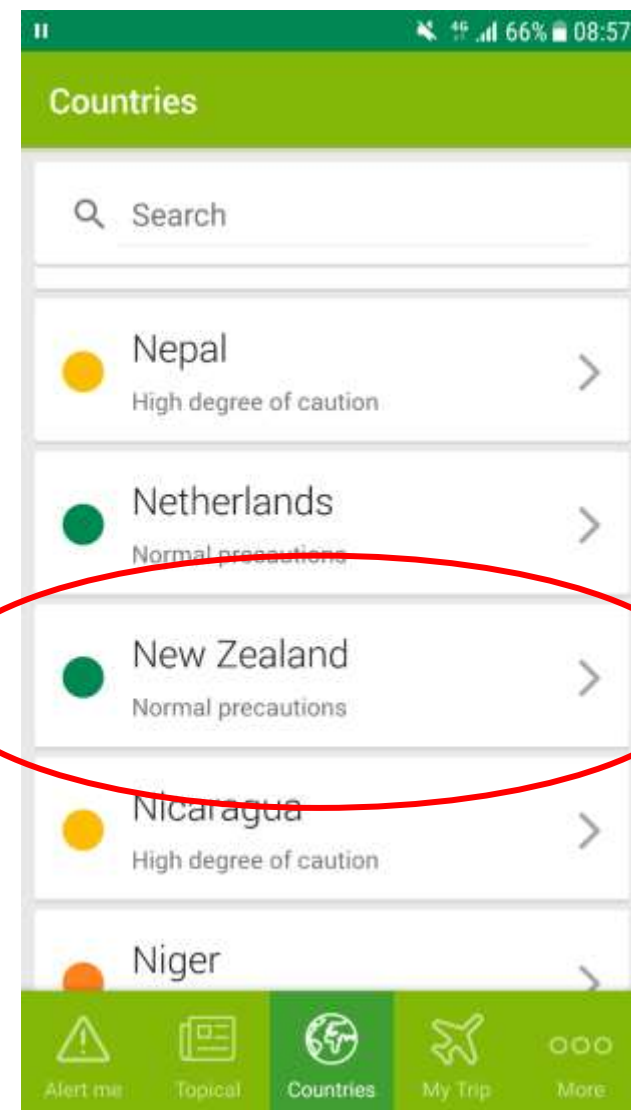 4G 66% 08:57
Countries
Search
Nepal
High degree of caution
Netherlands
Normal precautions
New Zealand
Normal precautions
Nicaragua
High degree of caution
Niger
Alert me Topical Countries My Trip More